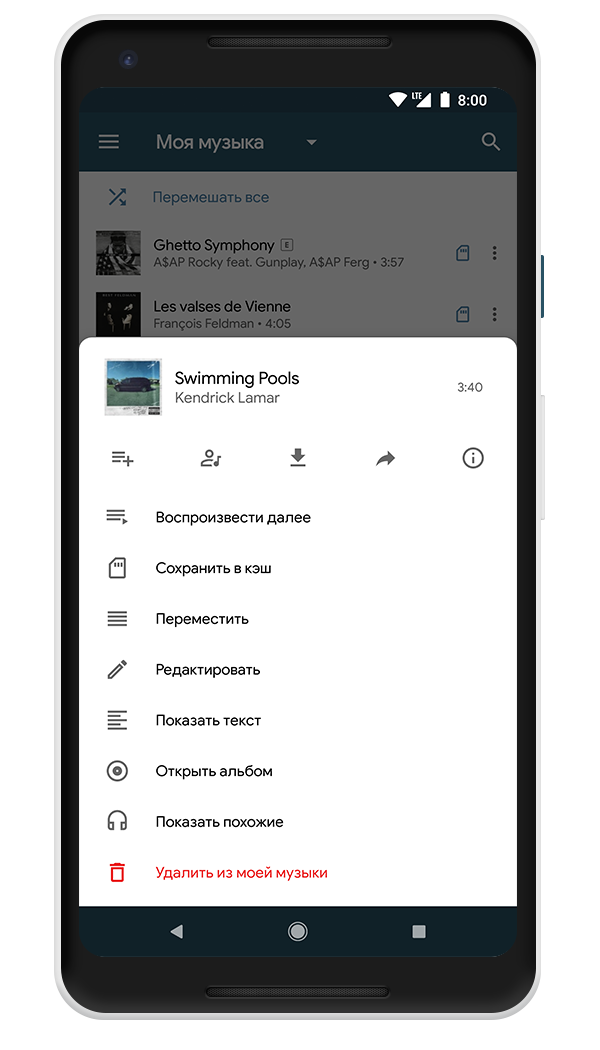 LTE 8:00
Моя музыка
Перемешать все
Ghetto Symphony E
A$AP Rocky feat. Gunplay, A$AP Ferg • 3:57
Les valses de Vienne
François Feldman • 4:05
Swimming Pools
3:40
Kendrick Lamar
Воспроизвести далее
Сохранить в кэш
Переместить
Редактировать
Показать текст
Открыть альбом
Показать похожие
Удалить из моей музыки